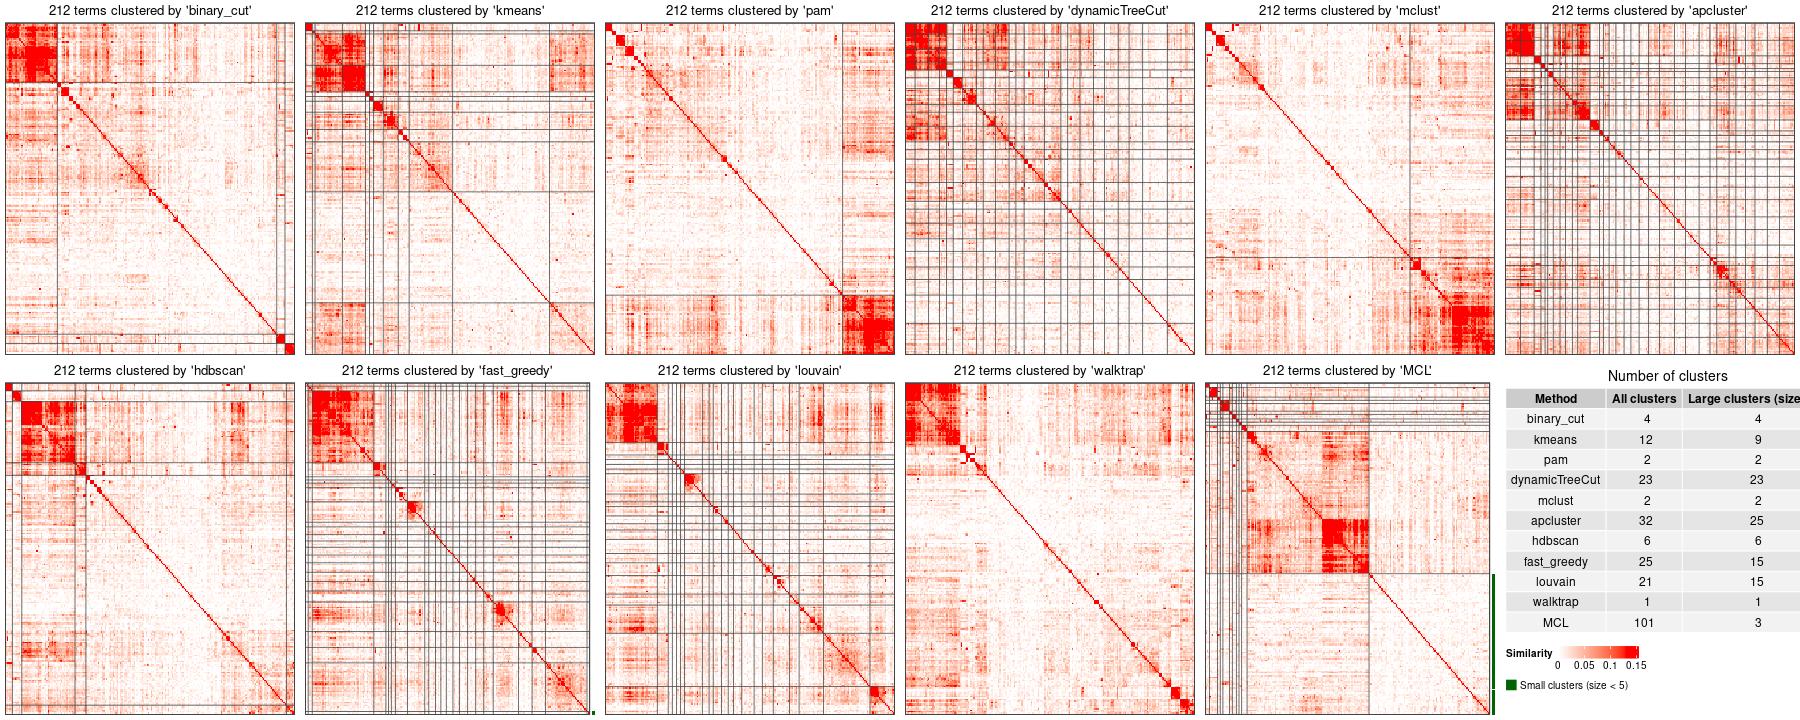 212 terms clustered by 'binary_cut'
212 terms clustered by 'kmeans'
212 terms clustered by 'pam'
212 terms clustered by 'dynamicTreeCut'
212 terms clustered by 'mclust'
212 terms clustered by 'apcluster'
212 terms clustered by 'hdbscan'
212 terms clustered by 'fast_greedy'
212 terms clustered by 'louvain'
212 terms clustered by 'walktrap'
212 terms clustered by 'MCL'
Number of clusters
Method All clusters Large clusters (size
binary_cut 4 4
kmeans 12 9
pam 2 2
dynamicTreeCut 23 23
mclust 2 2
apcluster 32 25
hdbscan 6 6
fast_greedy 25 15
louvain 21 15
walktrap 1 1
MCL 101 3
Similarity
0 0.05 0.1 0.15
Small clusters (size < 5)